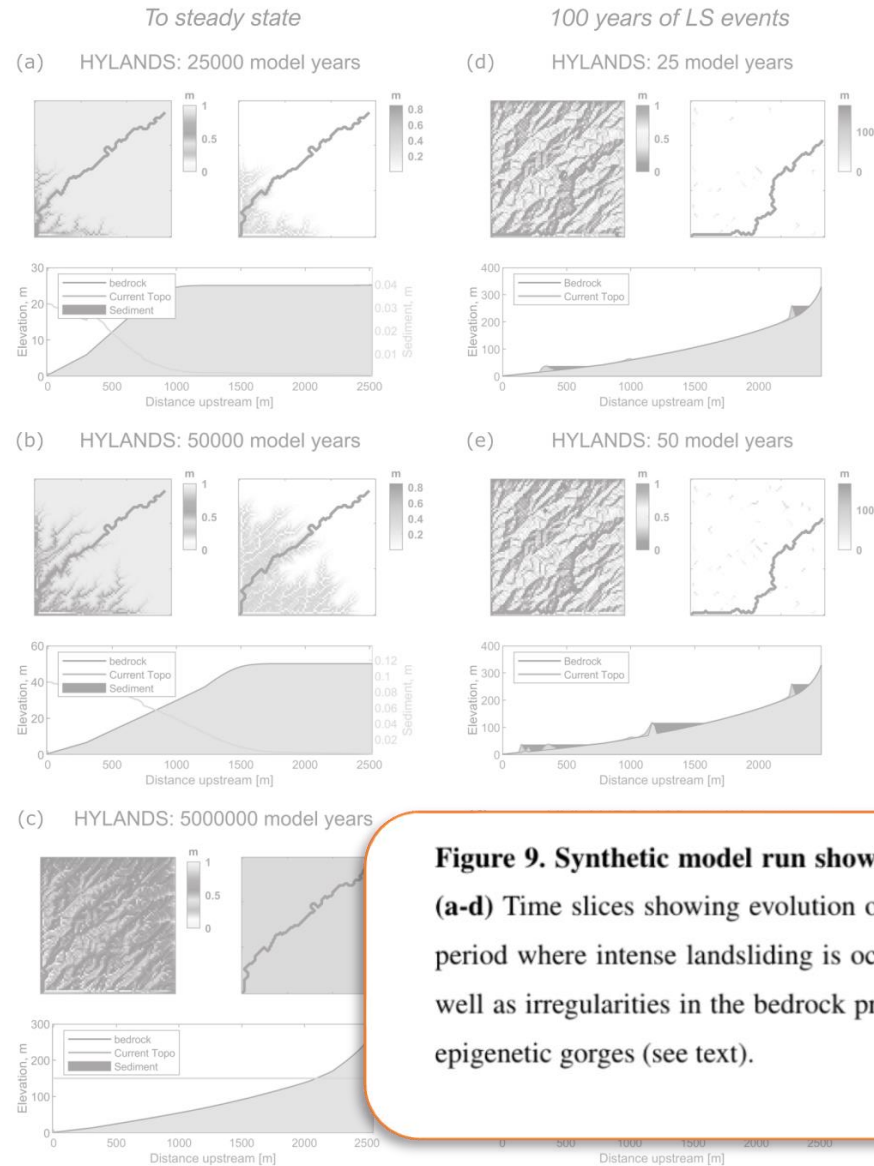 To steady state
100 years of LS events
(a) HYLANDS: 25000 model years
m
1
0.5
0
m
0.8
0.6
0.4
0.2
30
20
10
0
Elevation, m
bedrock
Current Topo
Sediment
0.04
0.03
0.02
0.01
Sediment, m
0 500 1000 1500 2000 2500
Distance upstream [m]
(d) HYLANDS: 25 model years
m
1
0.5
0
m
100
0
400
300
200
100
0
Elevation, m
Bedrock
Current Topo
0 500 1000 1500 2000
Distance upstream [m]
(b) HYLANDS: 50000 model years
m
1
0.5
0
m
0.8
0.6
0.4
0.2
60
40
20
0
Elevation, m
bedrock
Current Topo
Sediment
0.12
0.1
0.08
0.06
0.04
0.02
Sediment, m
0 500 1000 1500 2000 2500
Distance upstream [m]
(e) HYLANDS: 50 model years
m
1
0.5
0
m
100
0
400
300
200
100
0
Elevation, m
Bedrock
Current Topo
0 500 1000 1500 2000
Distance upstream [m]
(c) HYLANDS: 5000000 model years
m
1
0.5
0
300
200
100
0
Elevation, m
bedrock
Current Topo
Sediment
0 500 1000 1500 2000 2500
Distance upstream [m]
Figure 9. Synthetic model run show
(a-d) Time slices showing evolution o
period where intense landsliding is oc
well as irregularities in the bedrock pr
epigenetic gorges (see text).